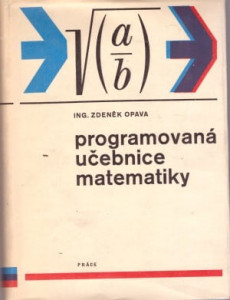 √(a/b)
ING. ZDENĚK OPAVA
programovaná
učebnice
matematiky
PRÁCE